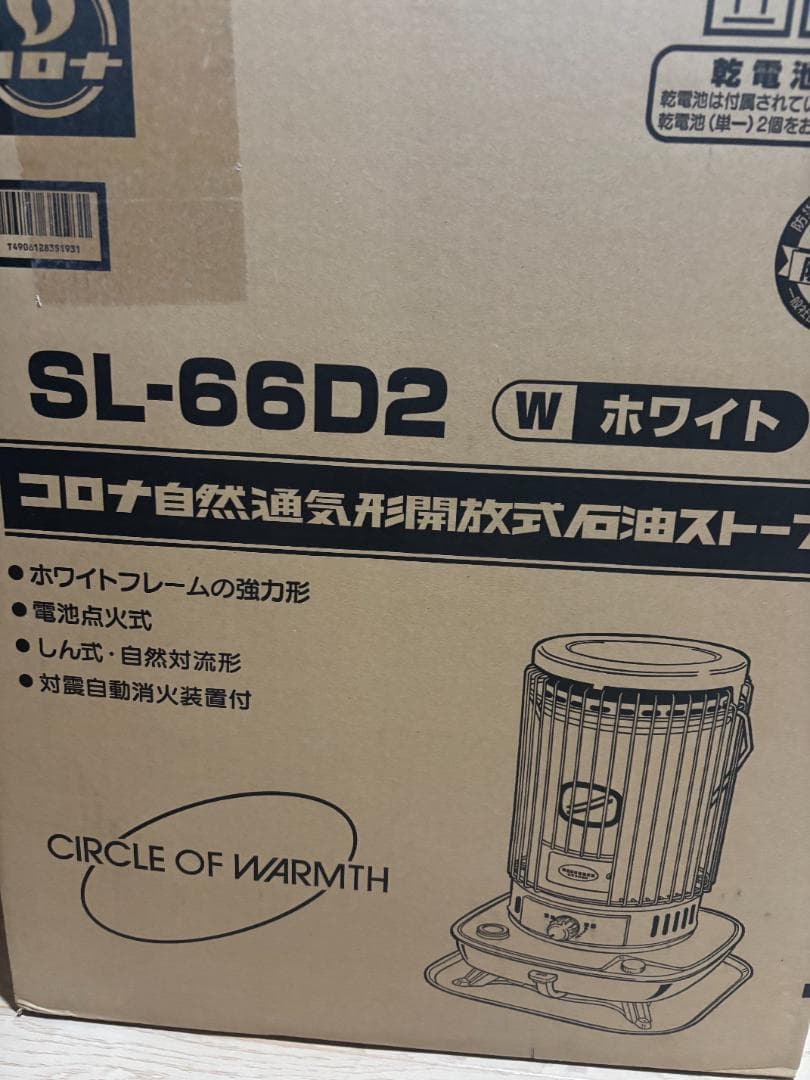 コロナ
乾電池
乾電池は付属されてい
乾電池(単一)2個をお
T4906128351931
防災
SL-66D2
W ホワイト
コロナ自然通気形開放式石油ストーブ
●ホワイトフレームの強力形
●電池点火式
●しん式・自然対流形
●対震自動消火装置付
CIRCLE OF WARMTH